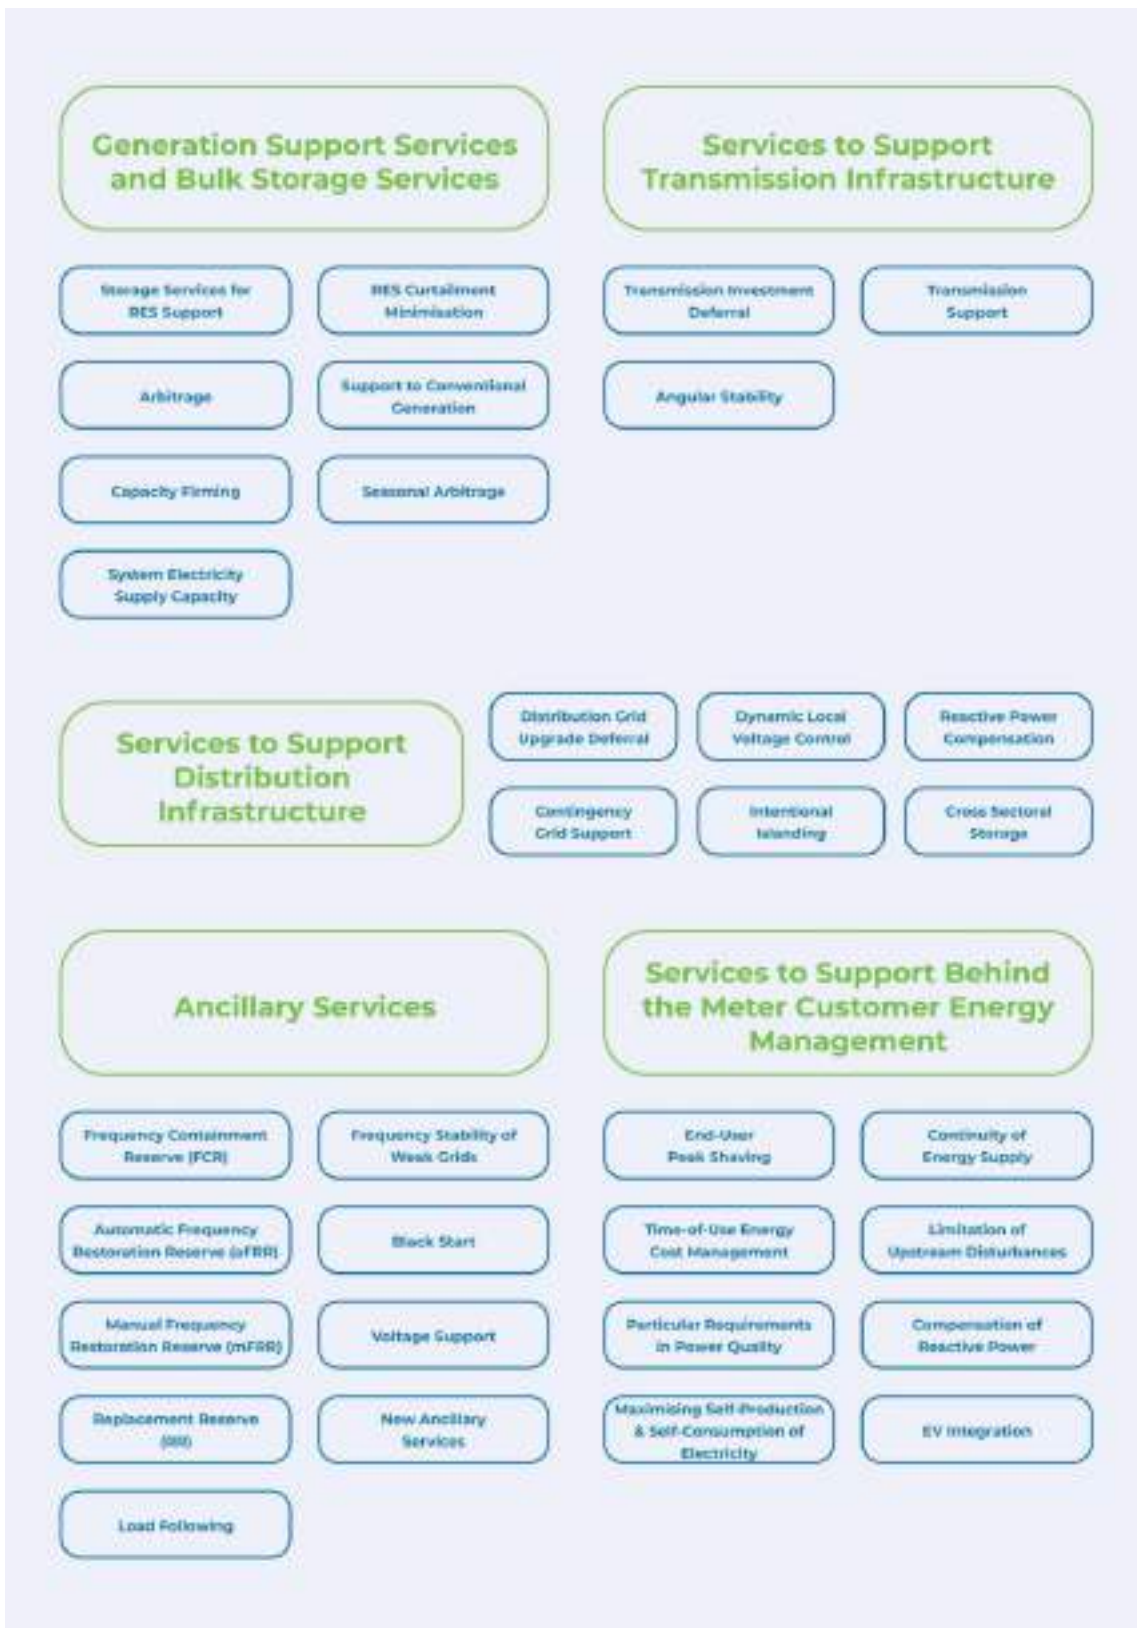 Generation Support Services
and Bulk Storage Services
Storage Services for
RES Support
RES Curtailment
Minimisation
Arbitrage
Support to Conventional
Generation
Capacity Firming
Seasonal Arbitrage
System Electricity
Supply Capacity
Services to Support
Transmission Infrastructure
Transmission Investment
Deferral
Transmission
Support
Angular Stability
Services to Support
Distribution
Infrastructure
Distribution Grid
Upgrade Deferral
Dynamic Local
Voltage Control
Reactive Power
Compensation
Contingency
Grid Support
Intentional
Islanding
Cross Sectoral
Storage
Ancillary Services
Frequency Containment
Reserve (FCR)
Frequency Stability of
Weak Grids
Automatic Frequency
Restoration Reserve (aFRR)
Black Start
Manual Frequency
Restoration Reserve (mFRR)
Voltage Support
Replacement Reserve
(RR)
New Ancillary
Services
Load Following
Services to Support Behind
the Meter Customer Energy
Management
End-User
Peak Shaving
Continuity of
Energy Supply
Time-of-Use Energy
Cost Management
Limitation of
Upstream Disturbances
Particular Requirements
in Power Quality
Compensation of
Reactive Power
Maximising Self-Production
& Self-Consumption of
Electricity
EV Integration